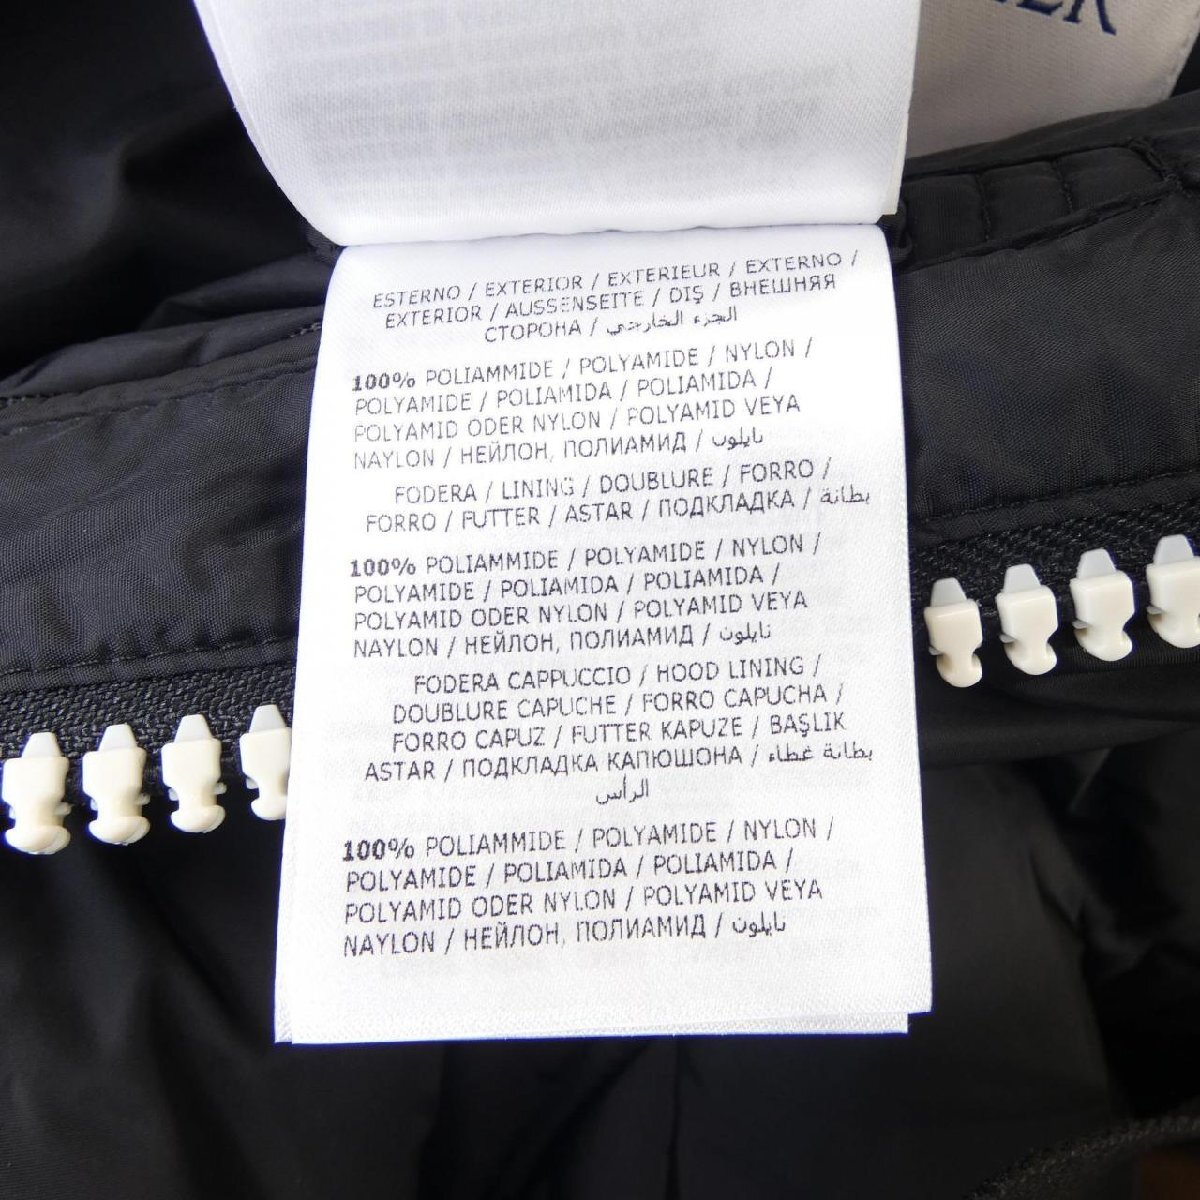 ESTERNO / EXTERIOR / EXTERIEUR / EXTERNO /
EXTERIOR / AUSSENSEITE / DIŞ / ВНЕШНЯЯ
СТОРОНА / الجزء الخارجي
100% POLIAMMIDE / POLYAMIDE / NYLON /
POLYAMIDE / POLIAMIDA / POLIAMIDA /
POLYAMID ODER NYLON / POLYAMID VEYA
NAYLON / НЕЙЛОН, ПОЛИАМИД / نايلون
FODERA / LINING / DOUBLURE / FORRO /
FORRO / FUTTER / ASTAR / ПОДКЛАДКА / بطانة
100% POLIAMMIDE / POLYAMIDE / NYLON /
POLYAMIDE / POLIAMIDA / POLIAMIDA /
POLYAMID ODER NYLON / POLYAMID VEYA
NAYLON / НЕЙЛОН, ПОЛИАМИД / نايلون
FODERA CAPPUCCIO / HOOD LINING /
DOUBLURE CAPUCHE / FORRO CAPUCHA /
FORRO CAPUZ / FUTTER KAPUZE / BAŞLIK
ASTAR / ПОДКЛАДКА КАПЮШОНА / بطانة غطاء
الرأس
100% POLIAMMIDE / POLYAMIDE / NYLON /
POLYAMIDE / POLIAMIDA / POLIAMIDA /
POLYAMID ODER NYLON / POLYAMID VEYA
NAYLON / НЕЙЛОН, ПОЛИАМИД / نايلون